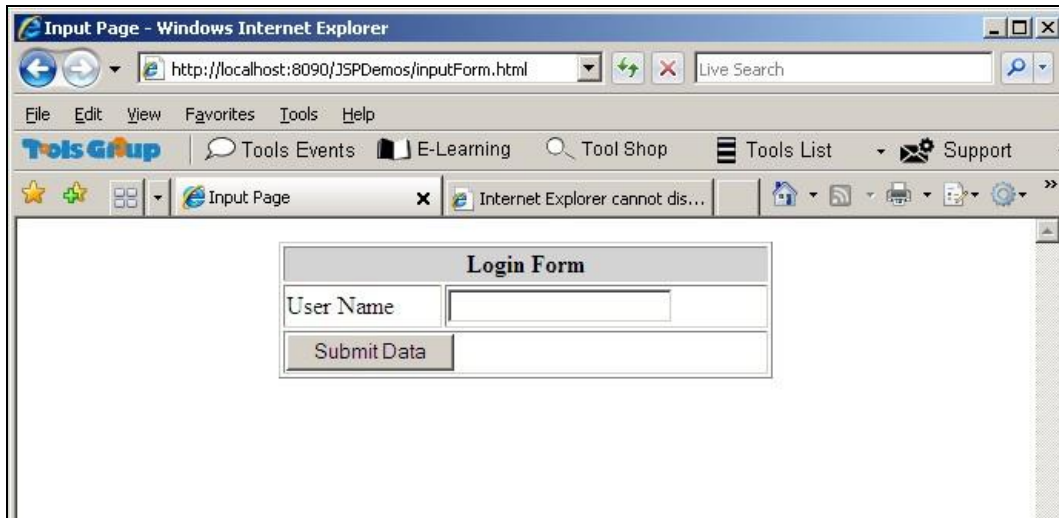 Input Page - Windows Internet Explorer
http://localhost:8090/JSPDemos/inputForm.html
Live Search
File Edit View Favorites Tools Help
Tools Group Tools Events E-Learning Tool Shop Tools List Support
Input Page Internet Explorer cannot dis...
Login Form
User Name
Submit Data